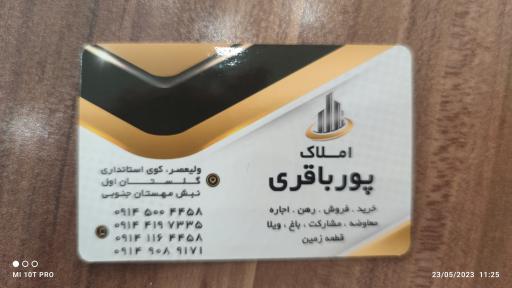 املاک
پورباقری
خرید . فروش . رهن . اجاره
معاوضه . مشارکت . باغ . ویلا
قطعه زمین
ولیعصر، کوی استانداری
گلستان اول
نبش مهستان جنوبی
۰۹۱۴ ۵۰۰ ۴۴۵۸
۰۹۱۴ ۴۱۹ ۷۳۳۵
۰۹۱۴ ۱۱۶ ۴۴۵۸
۰۹۱۴ ۹۰۸ ۹۱۷۱
MI 10T PRO
23/05/2023 11:25